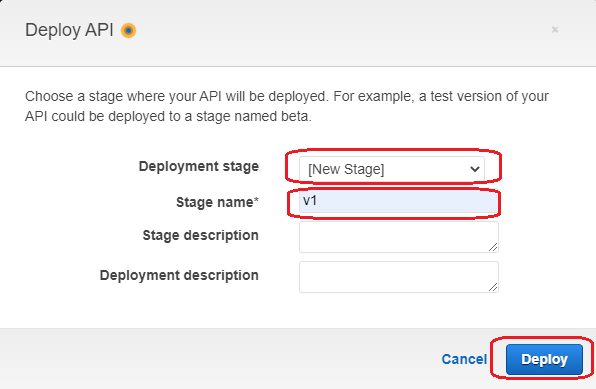 Deploy API
x
Choose a stage where your API will be deployed. For example, a test version of your
API could be deployed to a stage named beta.
Deployment stage [New Stage]
Stage name* v1
Stage description
Deployment description
Cancel Deploy